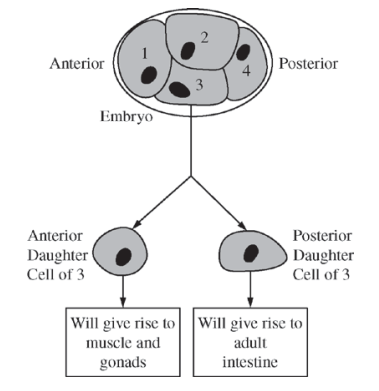 Anterior
1
2
3
4
Posterior
Embryo
Anterior
Daughter
Cell of 3
Posterior
Daughter
Cell of 3
Will give rise to
muscle and
gonads
Will give rise to
adult
intestine